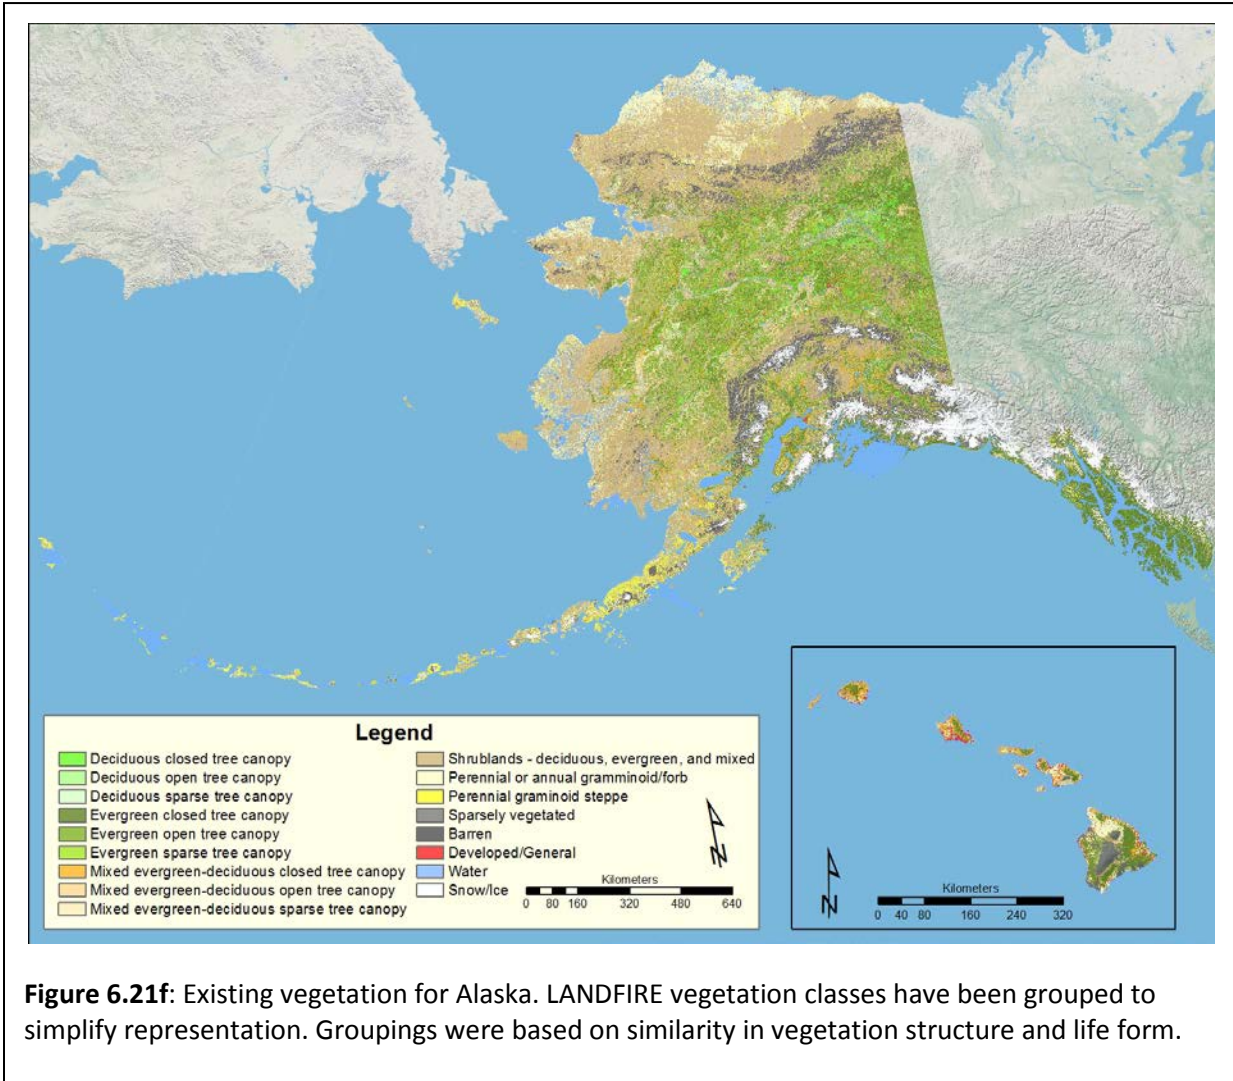 Legend
Deciduous closed tree canopy
Deciduous open tree canopy
Deciduous sparse tree canopy
Evergreen closed tree canopy
Evergreen open tree canopy
Evergreen sparse tree canopy
Mixed evergreen-deciduous closed tree canopy
Mixed evergreen-deciduous open tree canopy
Mixed evergreen-deciduous sparse tree canopy
Shrublands - deciduous, evergreen, and mixed
Perennial or annual gramminoid/forb
Perennial graminoid steppe
Sparsely vegetated
Barren
Developed/General
Water
Snow/Ice
N
Kilometers
0 80 160 320 480 640
N
Kilometers
0 40 80 160 240 320
Figure 6.21f: Existing vegetation for Alaska. LANDFIRE vegetation classes have been grouped to
simplify representation. Groupings were based on similarity in vegetation structure and life form.